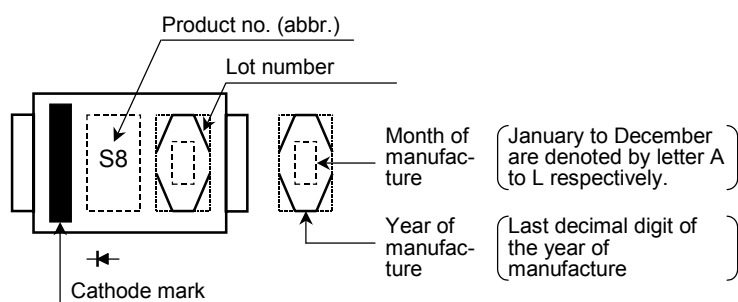 Product no. (abbr.)
Lot number
S8
Month of
manufac-
ture
January to December
are denoted by letter A
to L respectively.
Year of
manufac-
ture
Last decimal digit of
the year of
manufacture
Cathode mark